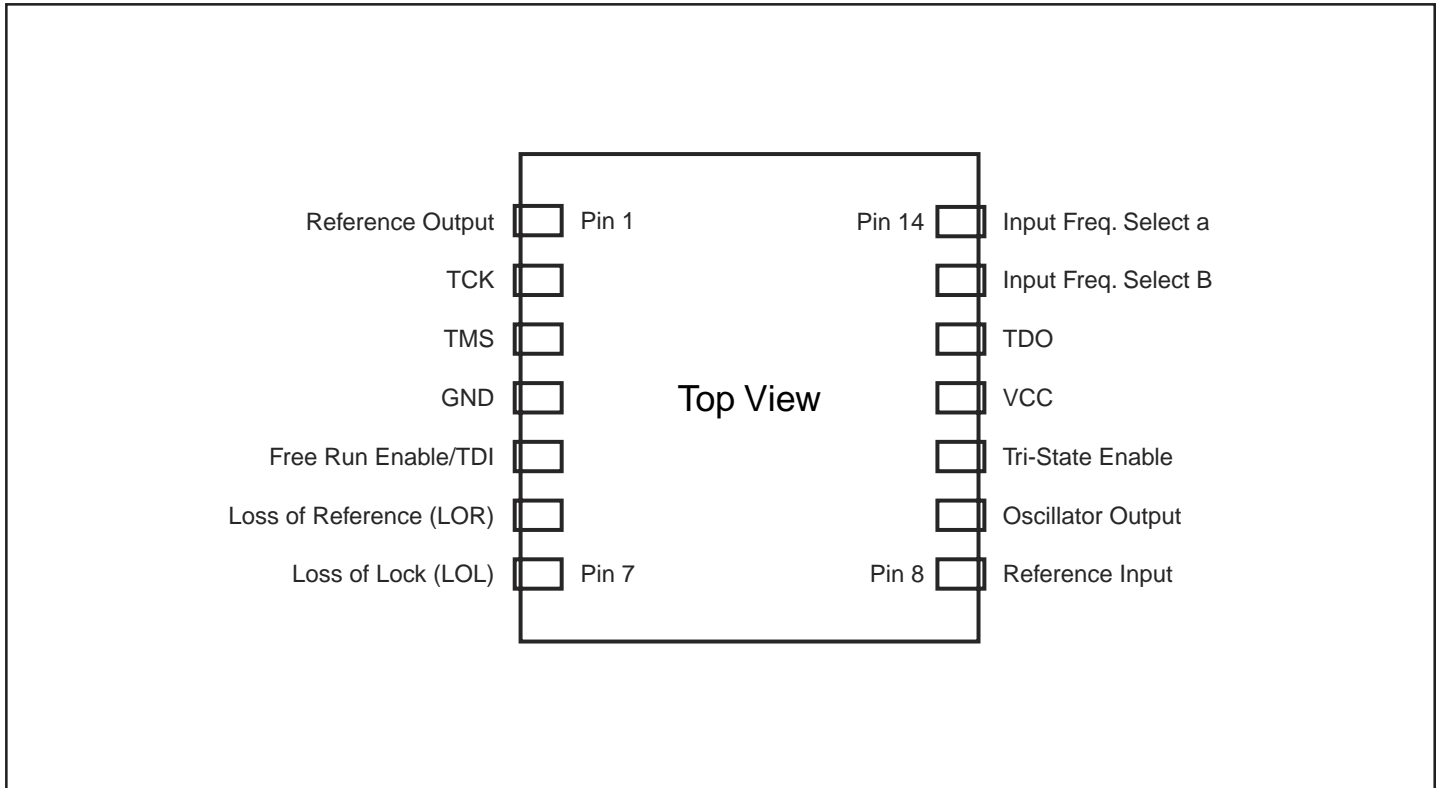 Reference Output Pin 1 Pin 14 Input Freq. Select a
TCK Input Freq. Select B
TMS TDO
GND Top View VCC
Free Run Enable/TDI Tri-State Enable
Loss of Reference (LOR) Oscillator Output
Loss of Lock (LOL) Pin 7 Pin 8 Reference Input